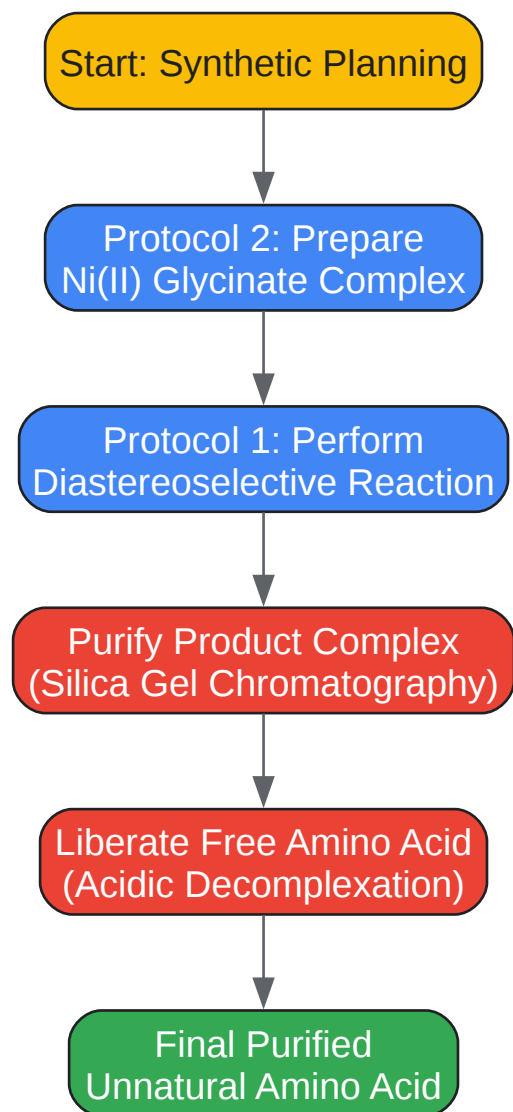 Start: Synthetic Planning
Protocol 2: Prepare
Ni(II) Glycinate Complex
Protocol 1: Perform
Diastereoselective Reaction
Purify Product Complex
(Silica Gel Chromatography)
Liberate Free Amino Acid
(Acidic Decomplexation)
Final Purified
Unnatural Amino Acid